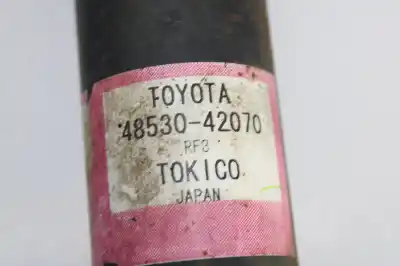 TOYOTA
48530-42070
RF3
TOKICO
JAPAN